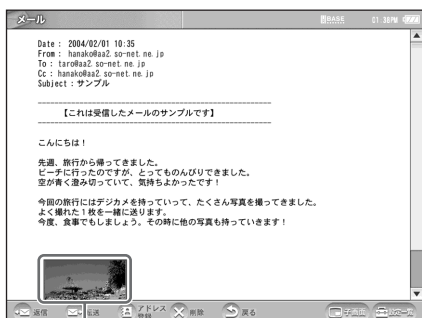 メール
BASE 01:38PM
Date : 2004/02/01 10:35
From : hanako@aa2.so-net.ne.jp
To : taro@aa2.so-net.ne.jp
Cc : hanako@aa2.so-net.ne.jp
Subject : サンプル
【これは受信したメールのサンプルです】
こんにちは！
先週、旅行から帰ってきました。
ビーチに行ったのですが、とってものんびりできました。
空が青く澄み切っていて、気持ちよかったです！
今回の旅行にはデジカメを持っていって、たくさん写真を撮ってきました。
よく撮れた１枚を一緒に送ります。
今度、食事でもしましょう。その時に他の写真も持っていきます！
返信 転送 アドレス登録 削除 戻る 子画面